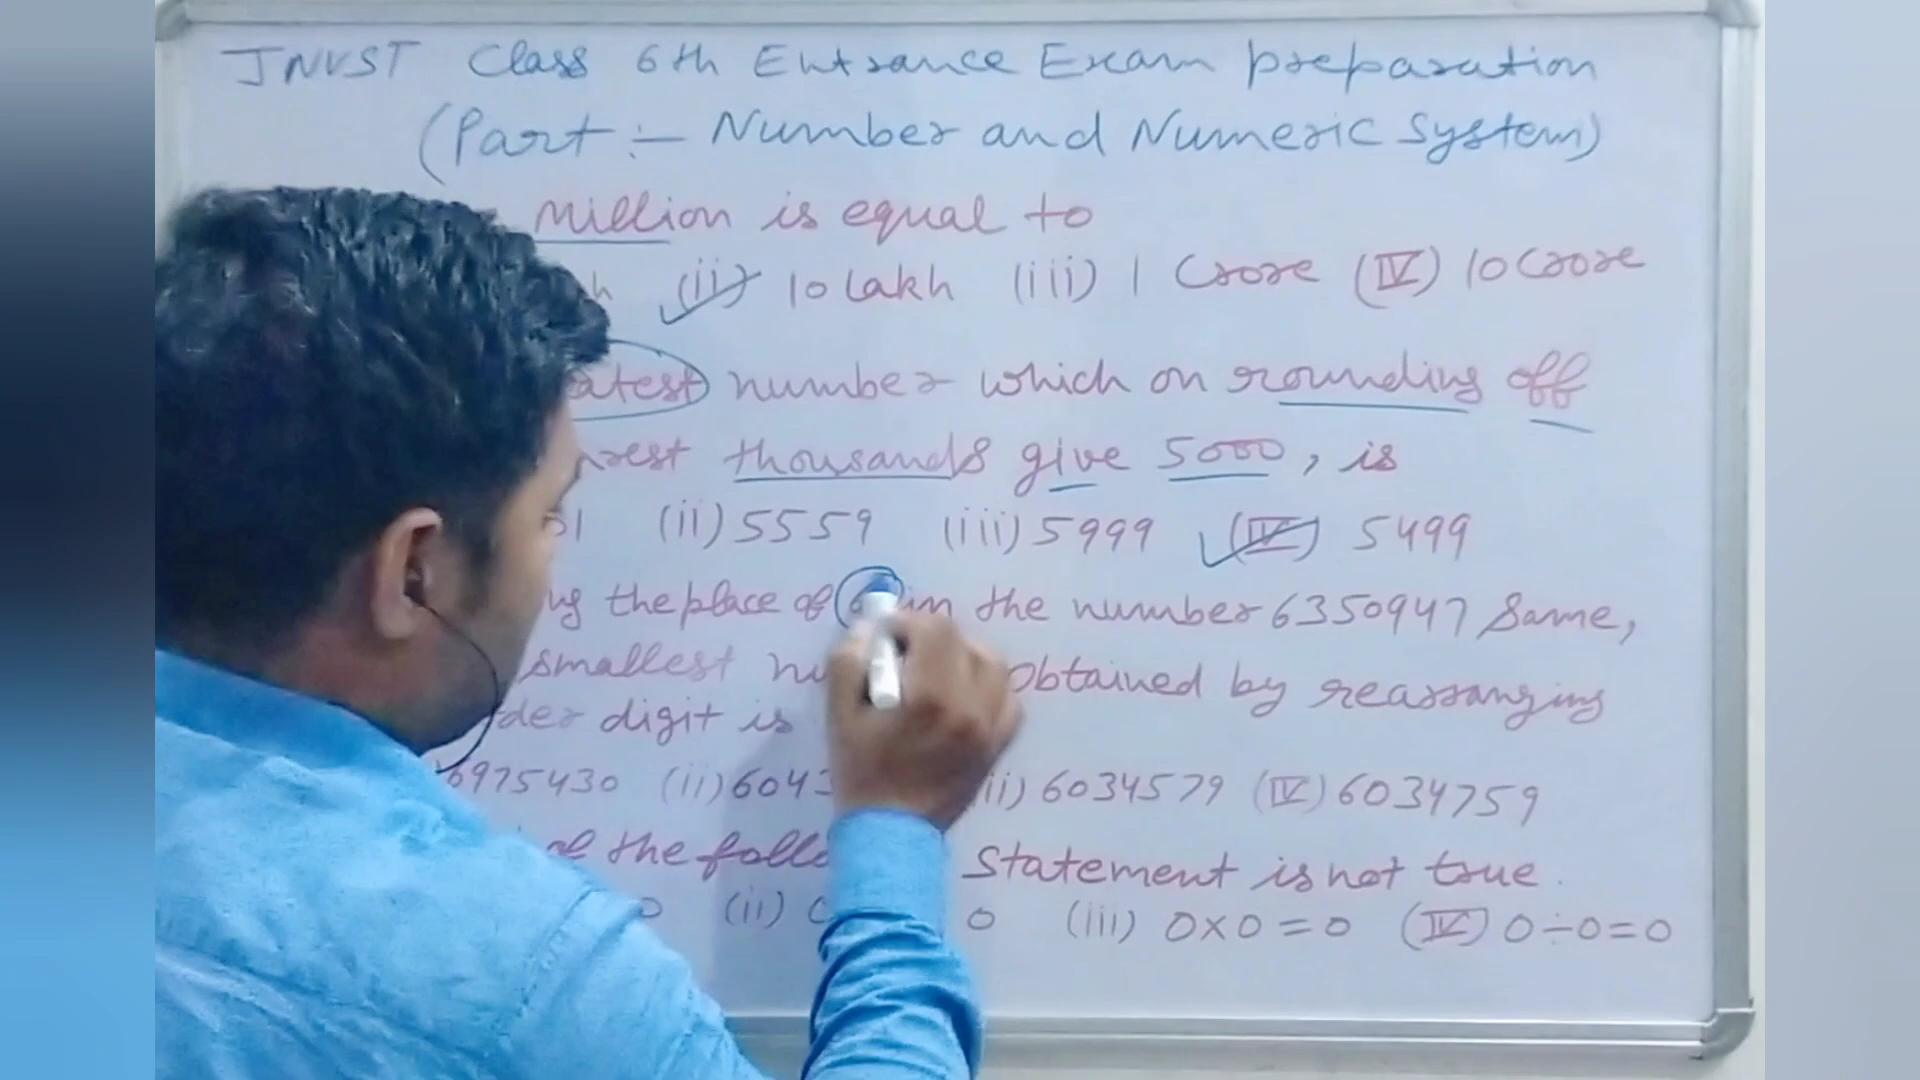 JNVST Class 6th Entrance Exam preparation
(Part :- Number and Numeric System)
Million is equal to
(ii) 10 Lakh (iii) 1 Crore (IV) 10 Crore
number which on rounding off
thousands give 5000, is
(ii) 5559 (iii) 5999 (IV) 5499
the place of in the number 6350947 Same,
smallest obtained by rearranging
digit is
6975430 (ii) 6043 6034579 (IV) 6034759
the Statement is not true.
(ii) 0 (iii) 0×0=0 (IV) 0÷0=0